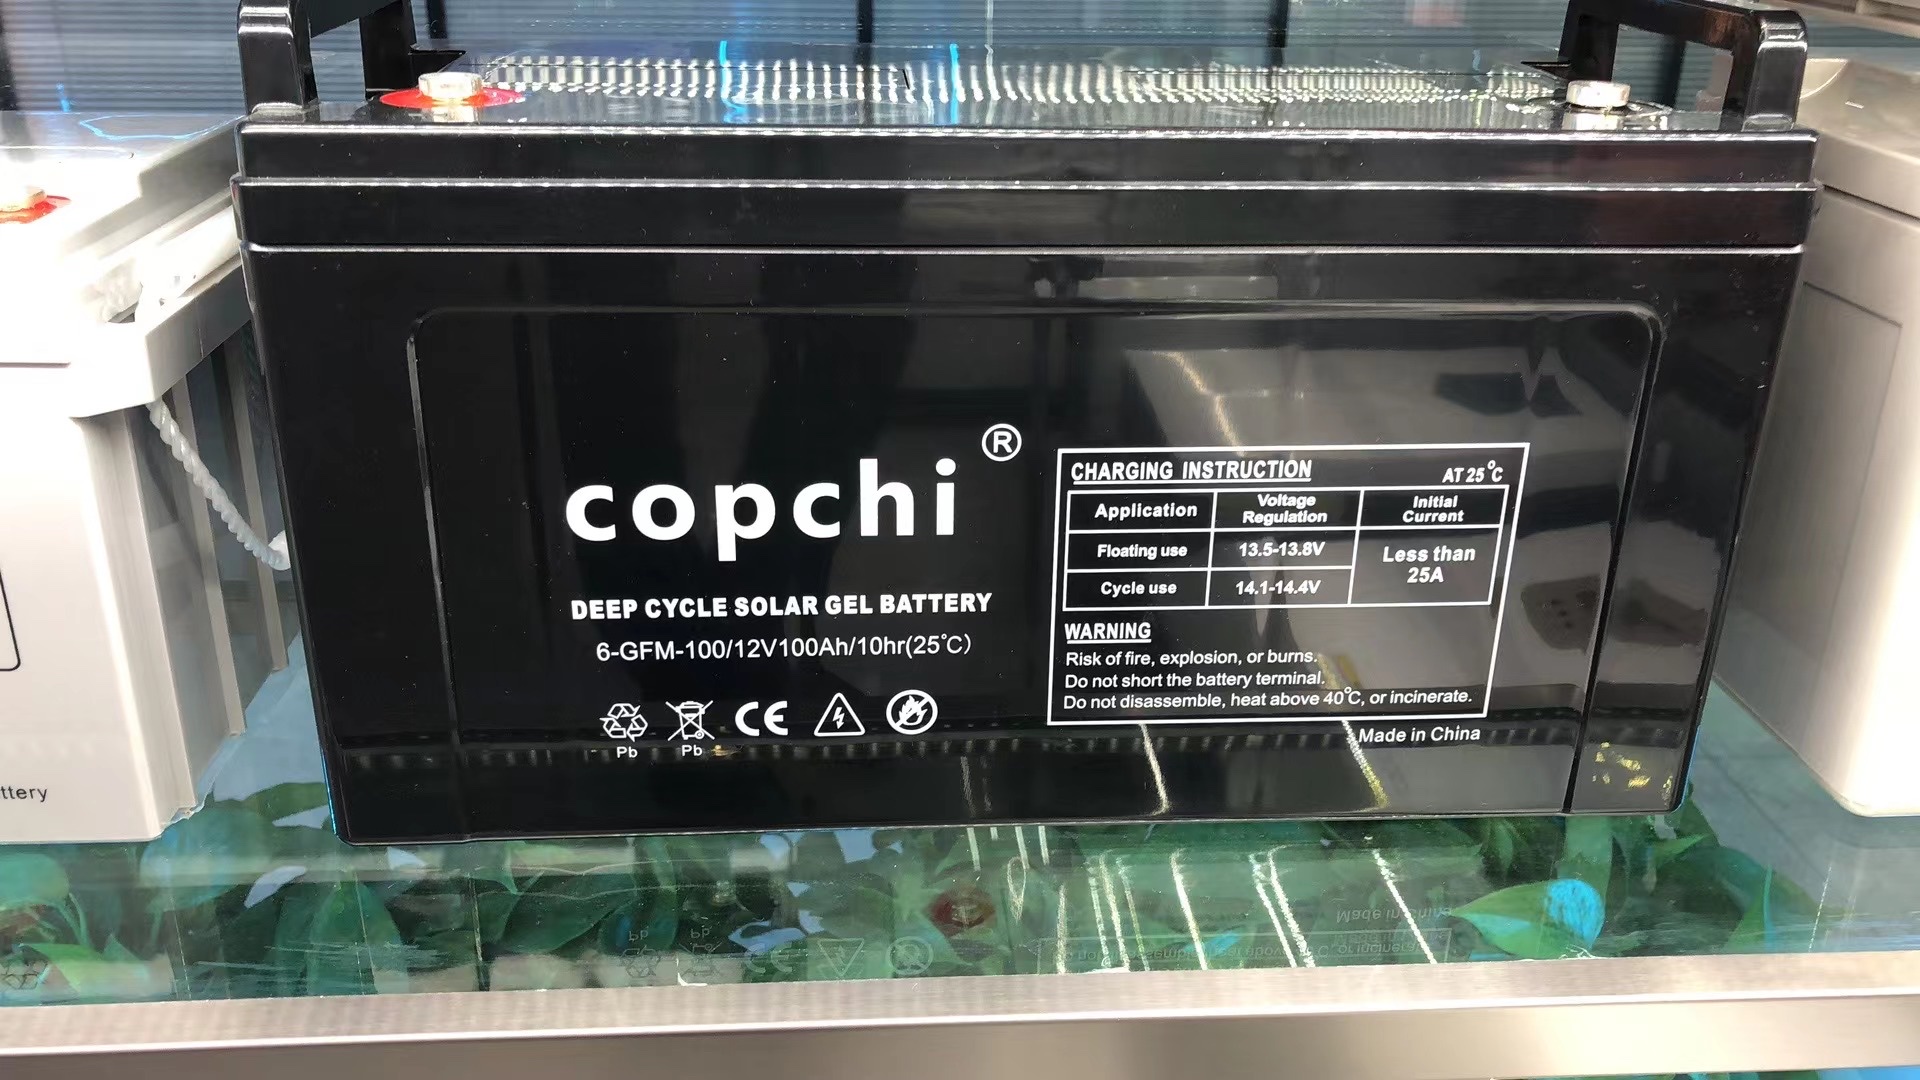 copchi®
DEEP CYCLE SOLAR GEL BATTERY
6-GFM-100/12V100Ah/10hr(25°C)
Pb
Pb
CE
CHARGING INSTRUCTION AT 25°C
Application Voltage Regulation Initial Current
Floating use 13.5-13.8V Less than 25A
Cycle use 14.1-14.4V
WARNING
Risk of fire, explosion, or burns.
Do not short the battery terminal.
Do not disassemble, heat above 40°C, or incinerate.
Made in China
ttery